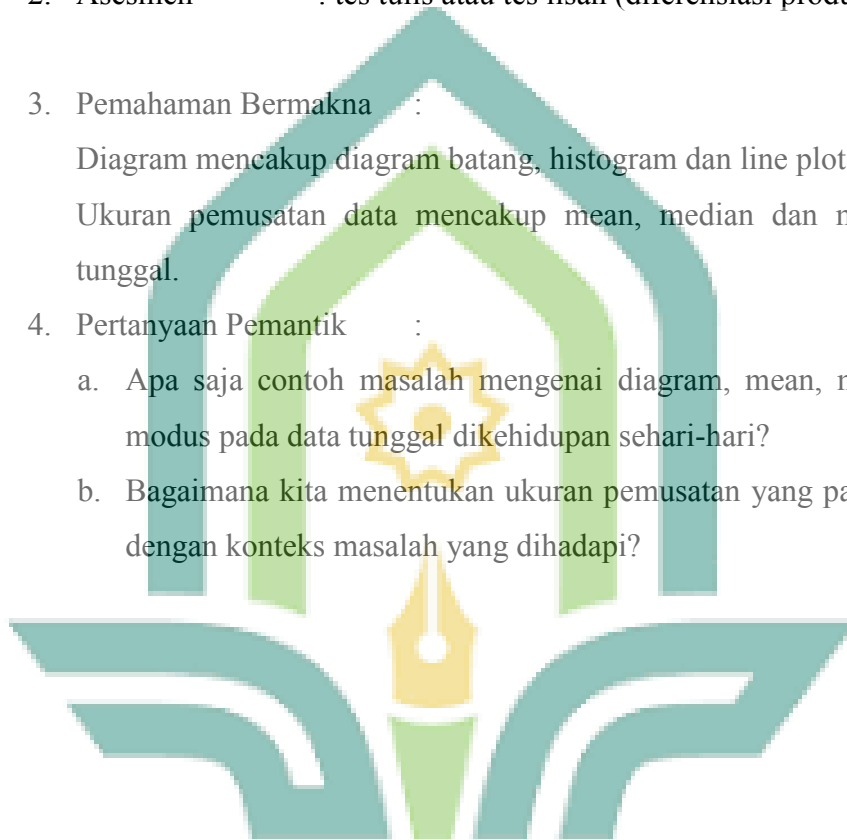 2. Asesmen : tes tulis atau tes lisan (diferensiasi
3. Pemahaman Bermakna :
Diagram mencakup diagram batang, histogram dan line plot
Ukuran pemusatan data mencakup mean, median dan
tunggal.
4. Pertanyaan Pemantik :
a. Apa saja contoh masalah mengenai diagram, mean,
modus pada data tunggal dikehidupan sehari-hari?
b. Bagaimana kita menentukan ukuran pemusatan yang
dengan konteks masalah yang dihadapi?